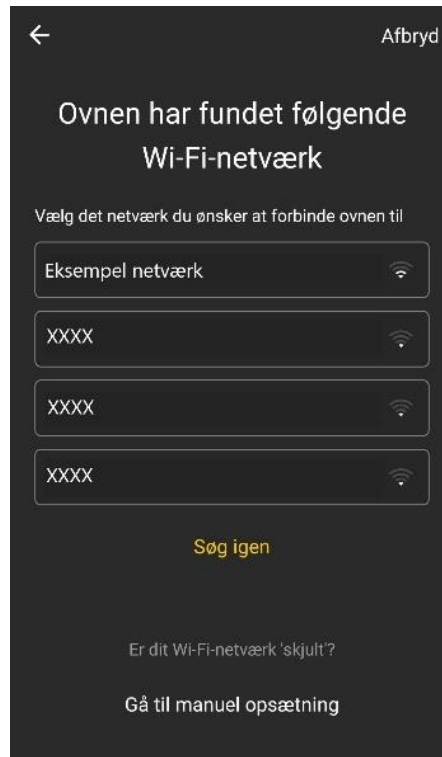 Afbryd
Ovnen har fundet følgende
Wi-Fi-netværk
Vælg det netværk du ønsker at forbinde ovnen til
Eksempel netværk
XXXX
XXXX
XXXX
Søg igen
Er dit Wi-Fi-netværk 'skjult'?
Gå til manuel opsætning